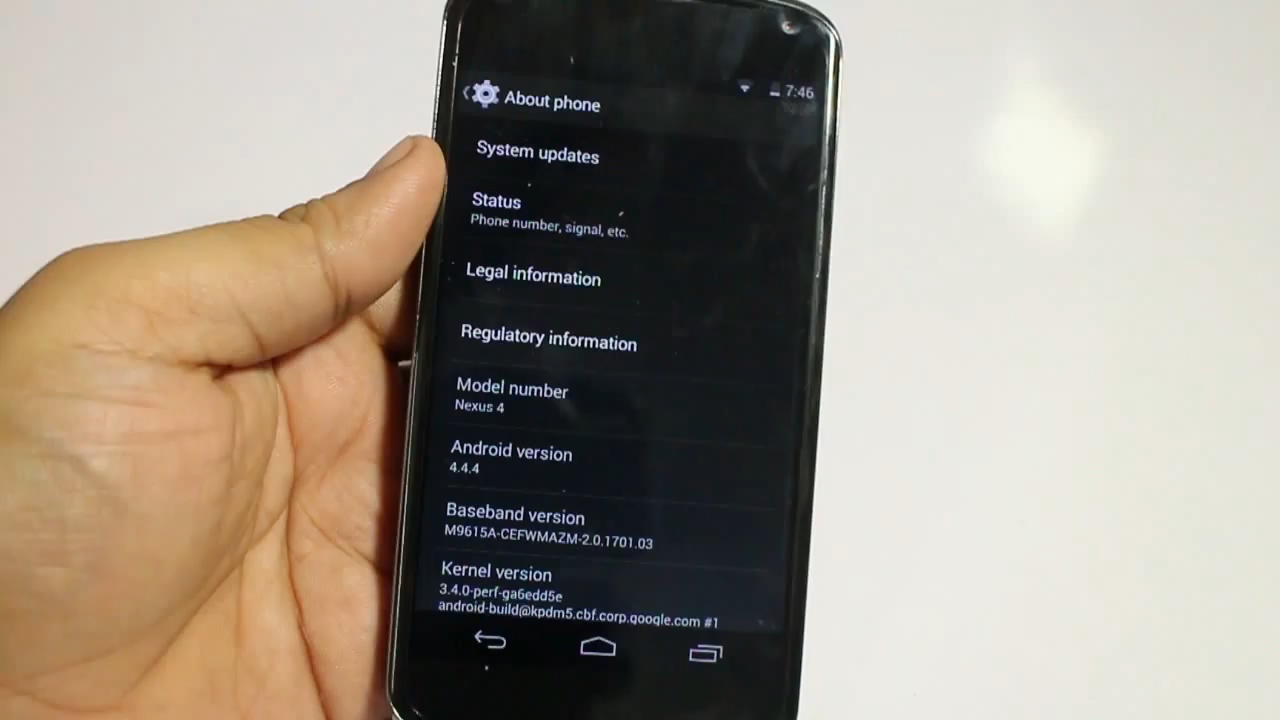 About phone
7:46
System updates
Status
Phone number, signal, etc.
Legal information
Regulatory information
Model number
Nexus 4
Android version
4.4.4
Baseband version
M9615A-CEFWMAZM-2.0.1701.03
Kernel version
3.4.0-perf-ga6edd5e
android-build@kpdm5.cbf.corp.google.com #1